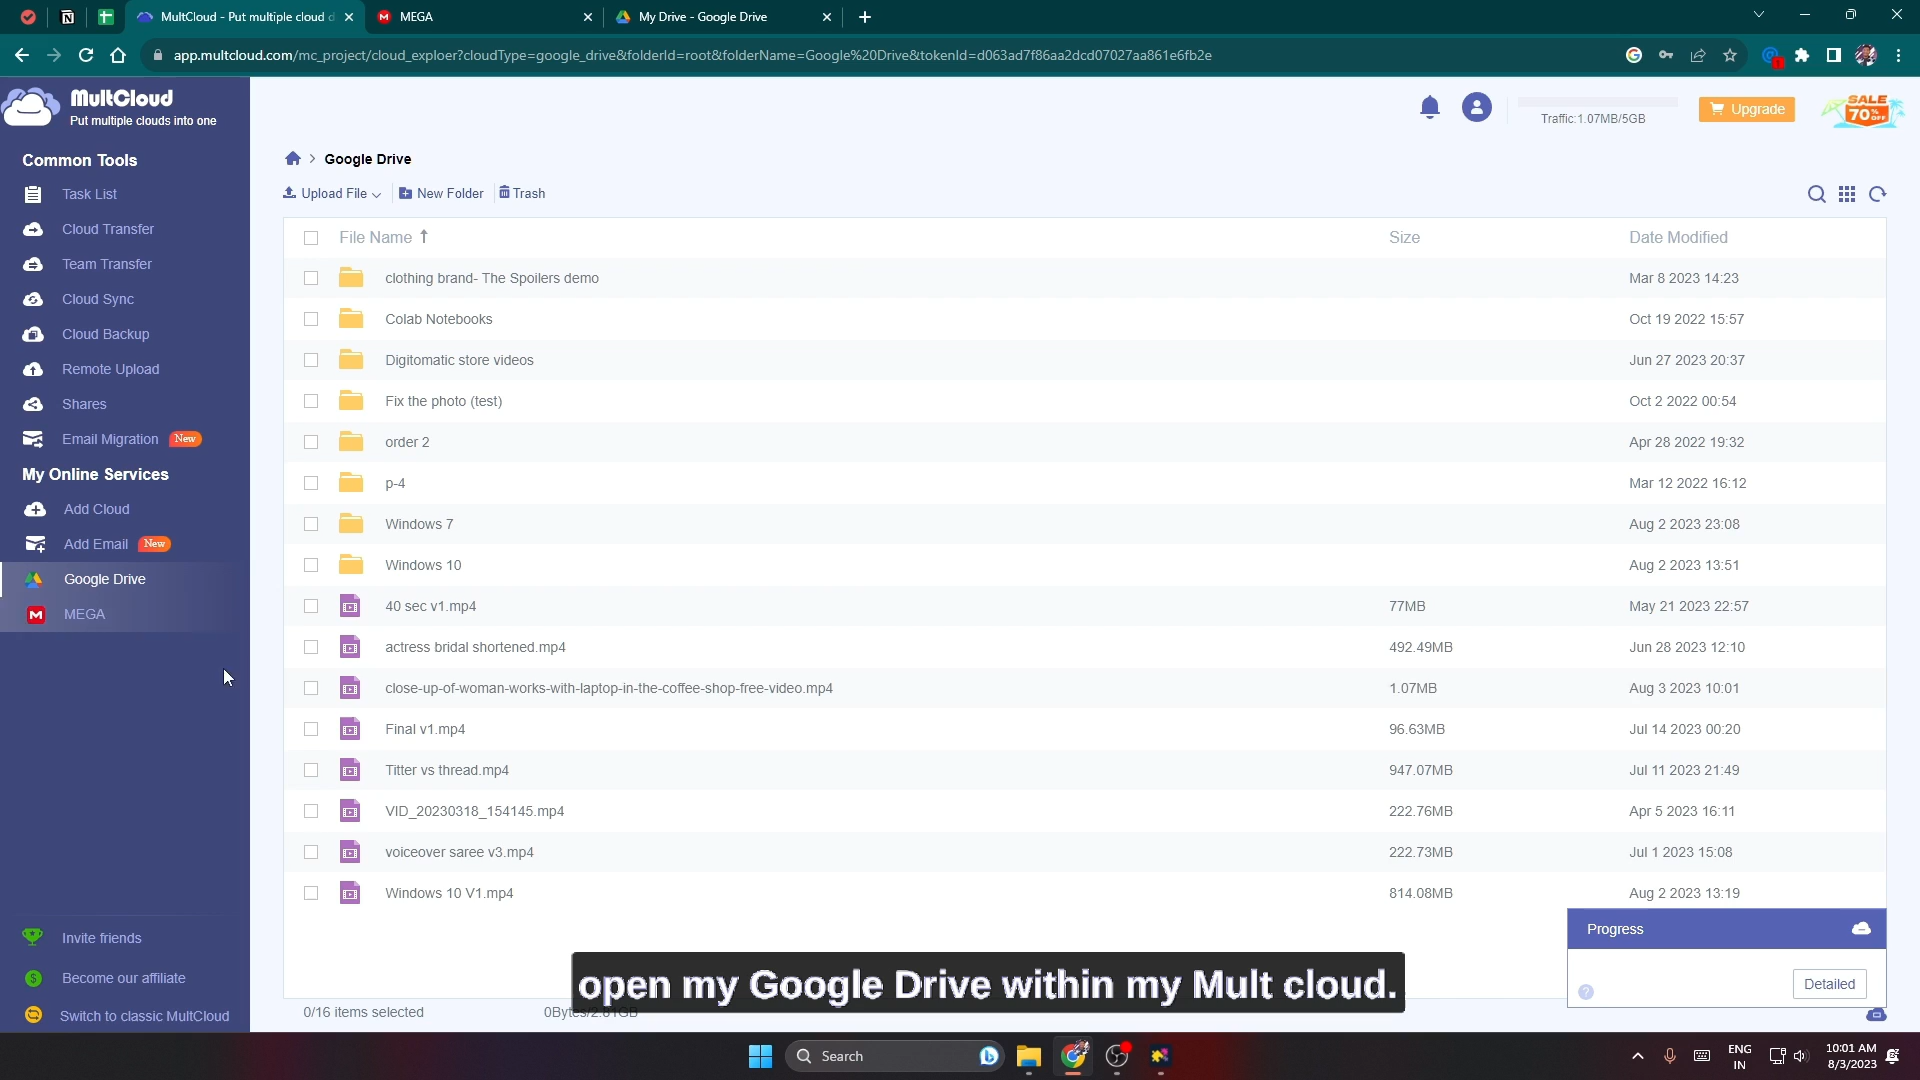 MultCloud - Put multiple cloud d
MEGA
My Drive - Google Drive
app.multcloud.com/mc_project/cloud_exploer?cloudType=google_drive&folderId=root&folderName=Google%20Drive&tokenId=d063ad7f86aa2dcd07027aa861e6fb2e
MultCloud
Put multiple clouds into one
Traffic:1.07MB/5GB
Upgrade
SALE
70% OFF
Common Tools
Task List
Cloud Transfer
Team Transfer
Cloud Sync
Cloud Backup
Remote Upload
Shares
Email Migration New
My Online Services
Add Cloud
Add Email New
Google Drive
MEGA
Invite friends
Become our affiliate
Switch to classic MultCloud
Google Drive
Upload File
New Folder
Trash
File Name Size Date Modified
clothing brand- The Spoilers demo Mar 8 2023 14:23
Colab Notebooks Oct 19 2022 15:57
Digitomatic store videos Jun 27 2023 20:37
Fix the photo (test) Oct 2 2022 00:54
order 2 Apr 28 2022 19:32
p-4 Mar 12 2022 16:12
Windows 7 Aug 2 2023 23:08
Windows 10 Aug 2 2023 13:51
40 sec v1.mp4 77MB May 21 2023 22:57
actress bridal shortened.mp4 492.49MB Jun 28 2023 12:10
close-up-of-woman-works-with-laptop-in-the-coffee-shop-free-video.mp4 1.07MB Aug 3 2023 10:01
Final v1.mp4 96.63MB Jul 14 2023 00:20
Titter vs thread.mp4 947.07MB Jul 11 2023 21:49
VID_20230318_154145.mp4 222.76MB Apr 5 2023 16:11
voiceover saree v3.mp4 222.73MB Jul 1 2023 15:08
Windows 10 V1.mp4 814.08MB Aug 2 2023 13:19
Progress
Detailed
open my Google Drive within my Mult cloud.
0/16 items selected
Search
ENG
IN
10:01 AM
8/3/2023